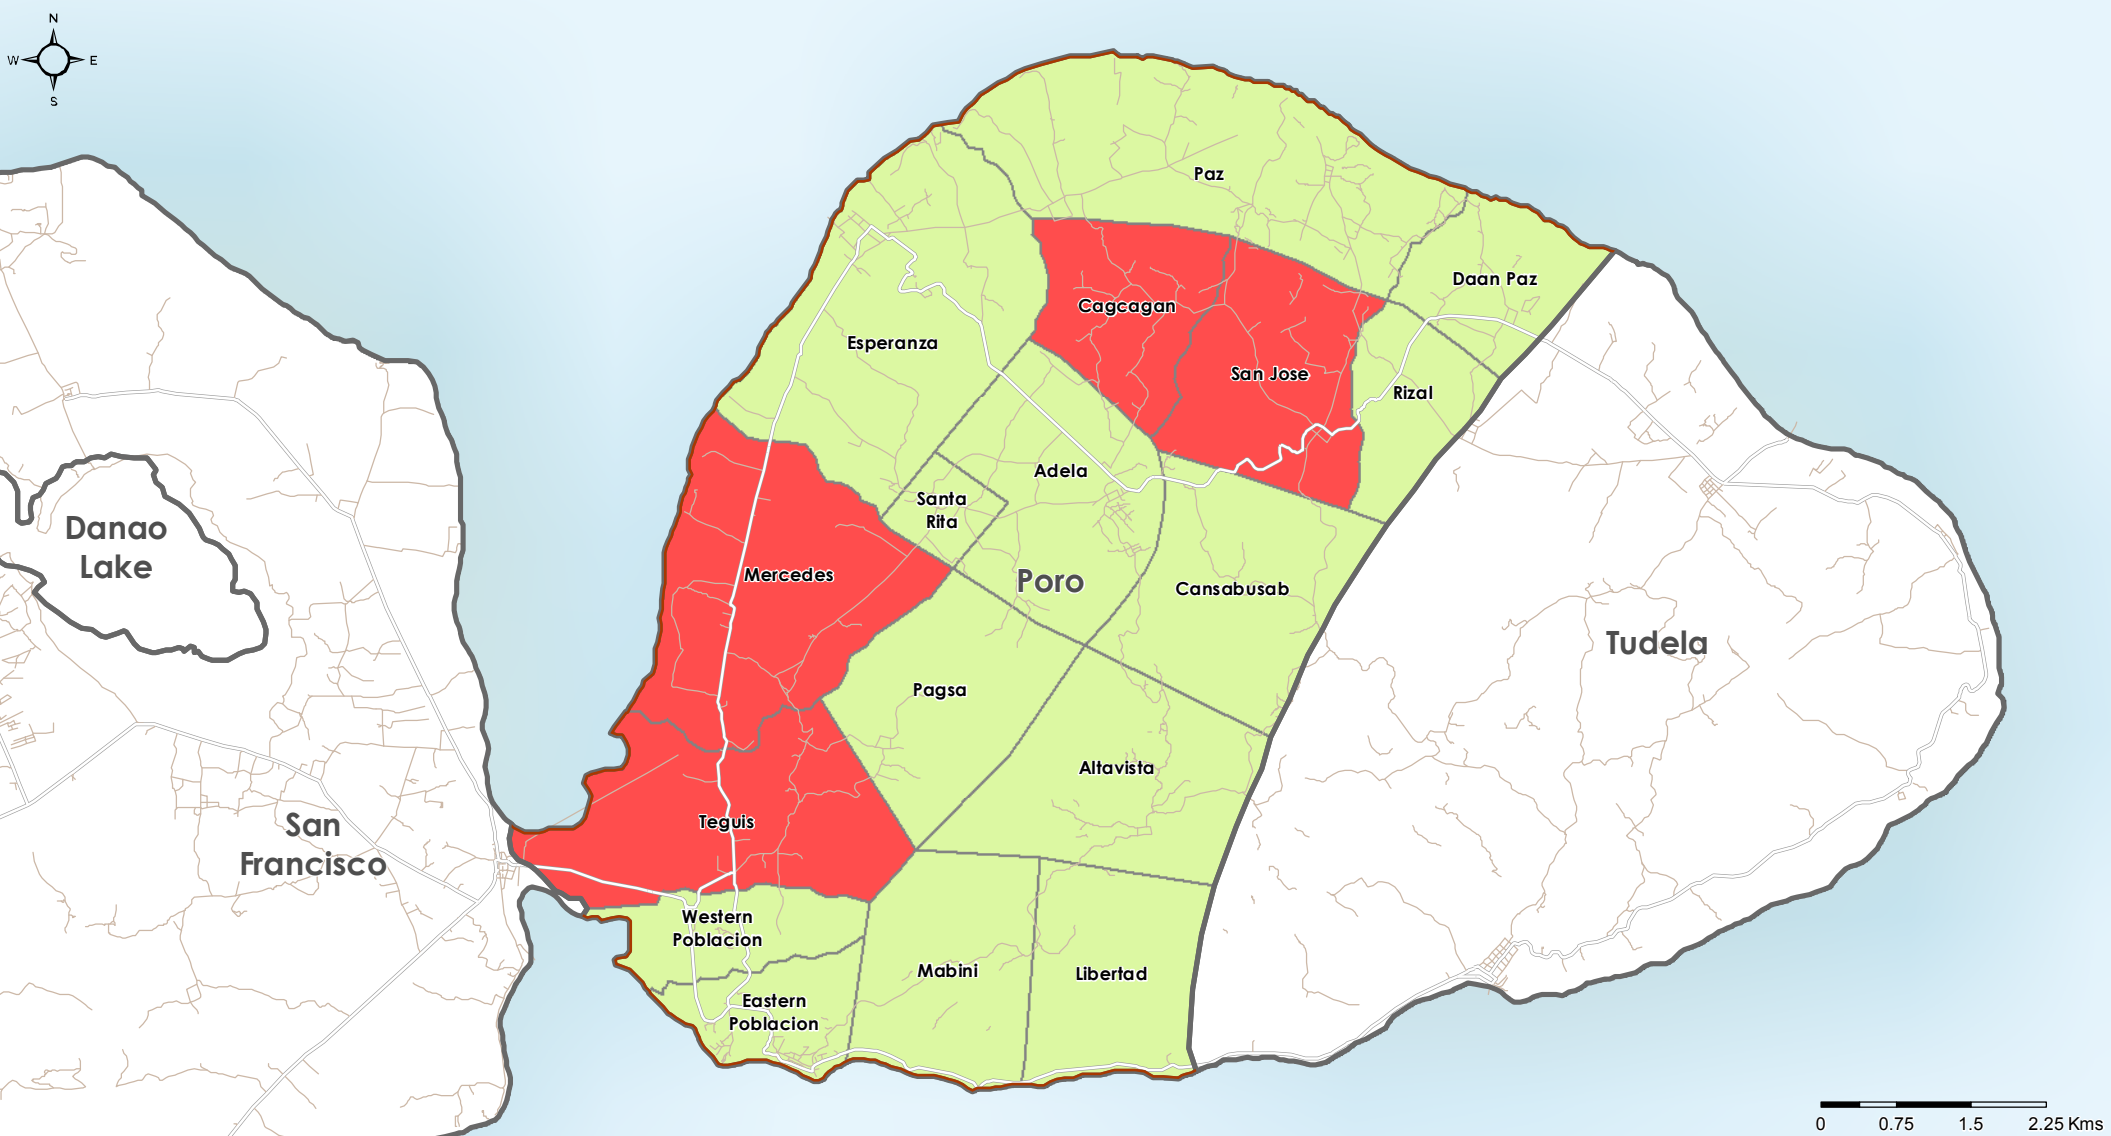 N
W E
S
Paz
Daan Paz
Cagcagan
Esperanza
San Jose
Rizal
Adela
Santa
Rita
Danao
Lake
Mercedes
Poro
Cansabusab
Tudela
Pagsa
Altavista
Teguis
San
Francisco
Western
Poblacion
Mabini
Libertad
Eastern
Poblacion
0 0.75 1.5 2.25 Kms